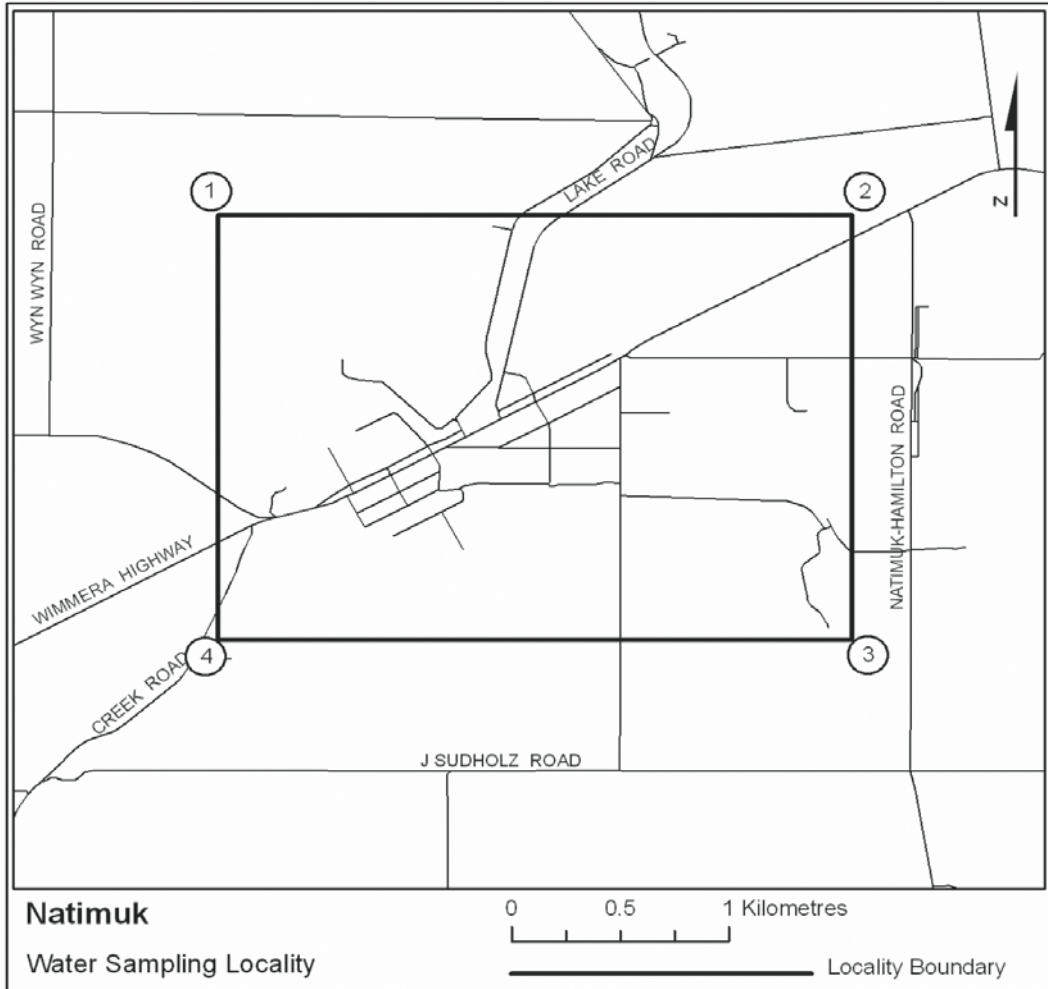 1
2
LAKE ROAD
N
WYN WYN ROAD
NATIMUK-HAMILTON ROAD
WIMMERA HIGHWAY
4
3
CREEK ROAD
J SUDHOLZ ROAD
Natimuk
0 0.5 1 Kilometres
Water Sampling Locality
Locality Boundary